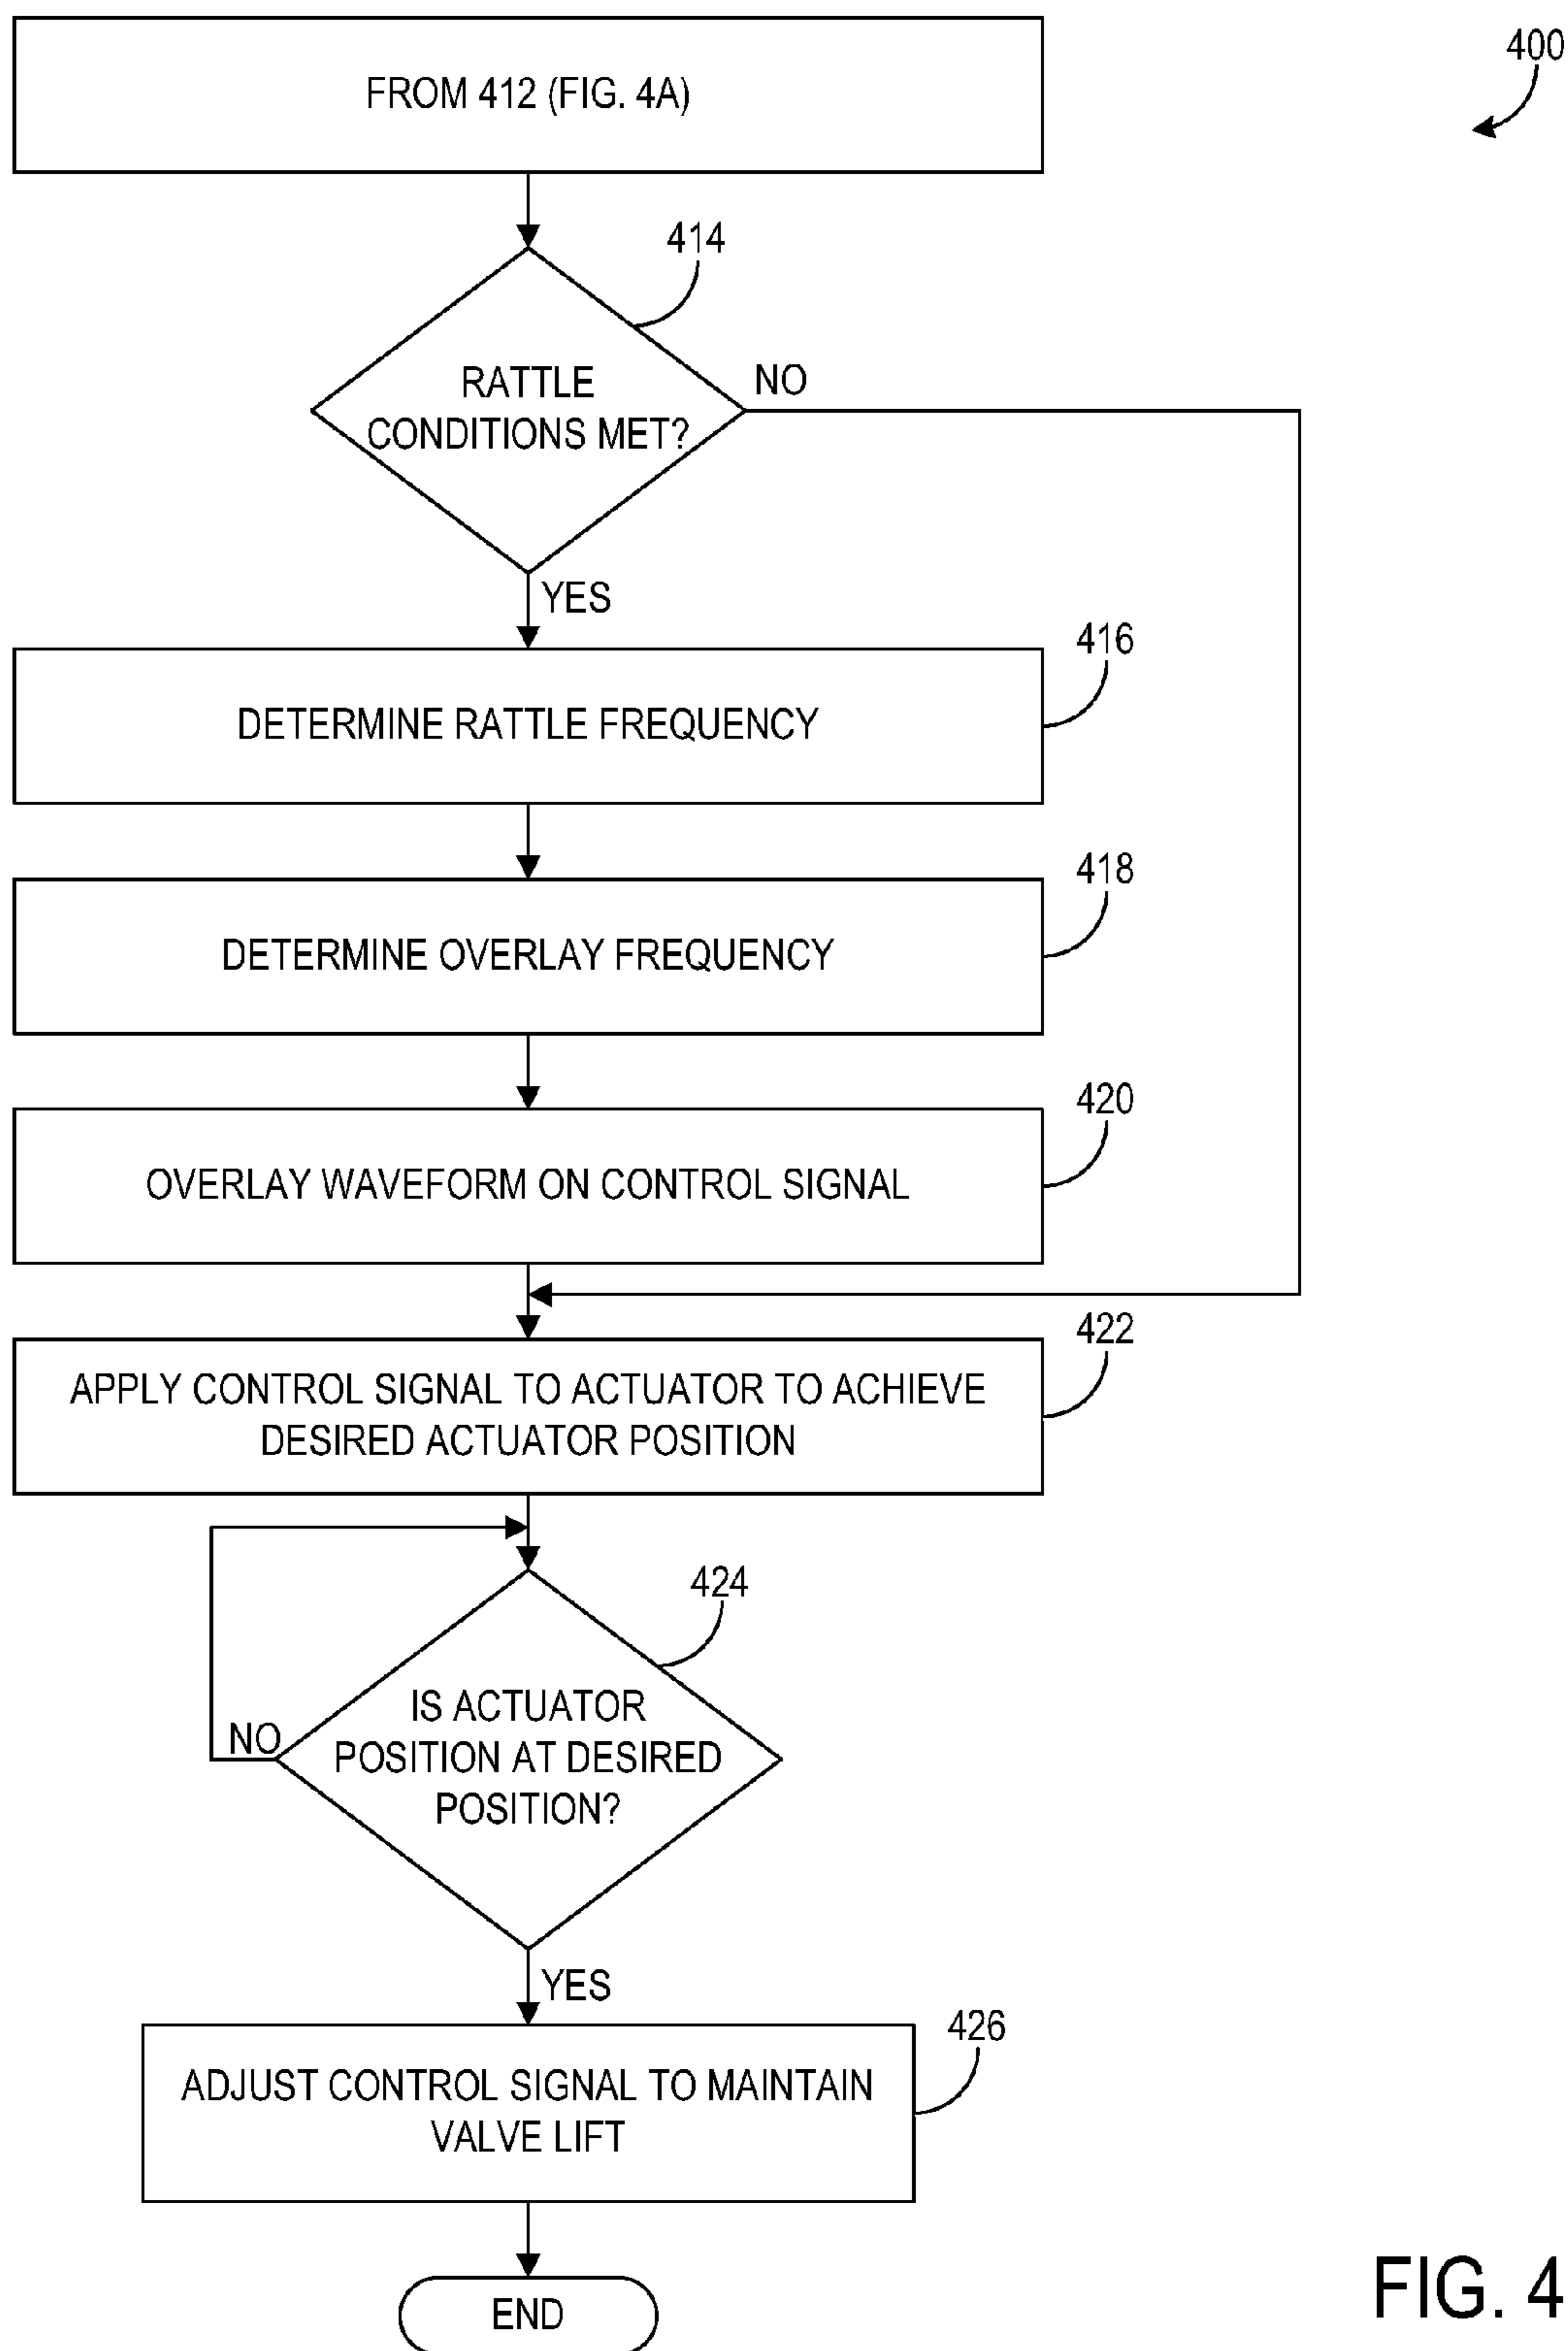 400
FROM 412 (FIG. 4A)
414
RATTLE
CONDITIONS MET?
NO
YES
416
DETERMINE RATTLE FREQUENCY
418
DETERMINE OVERLAY FREQUENCY
420
OVERLAY WAVEFORM ON CONTROL SIGNAL
422
APPLY CONTROL SIGNAL TO ACTUATOR TO ACHIEVE
DESIRED ACTUATOR POSITION
424
IS ACTUATOR
POSITION AT DESIRED
POSITION?
NO
YES
426
ADJUST CONTROL SIGNAL TO MAINTAIN
VALVE LIFT
END
FIG. 4